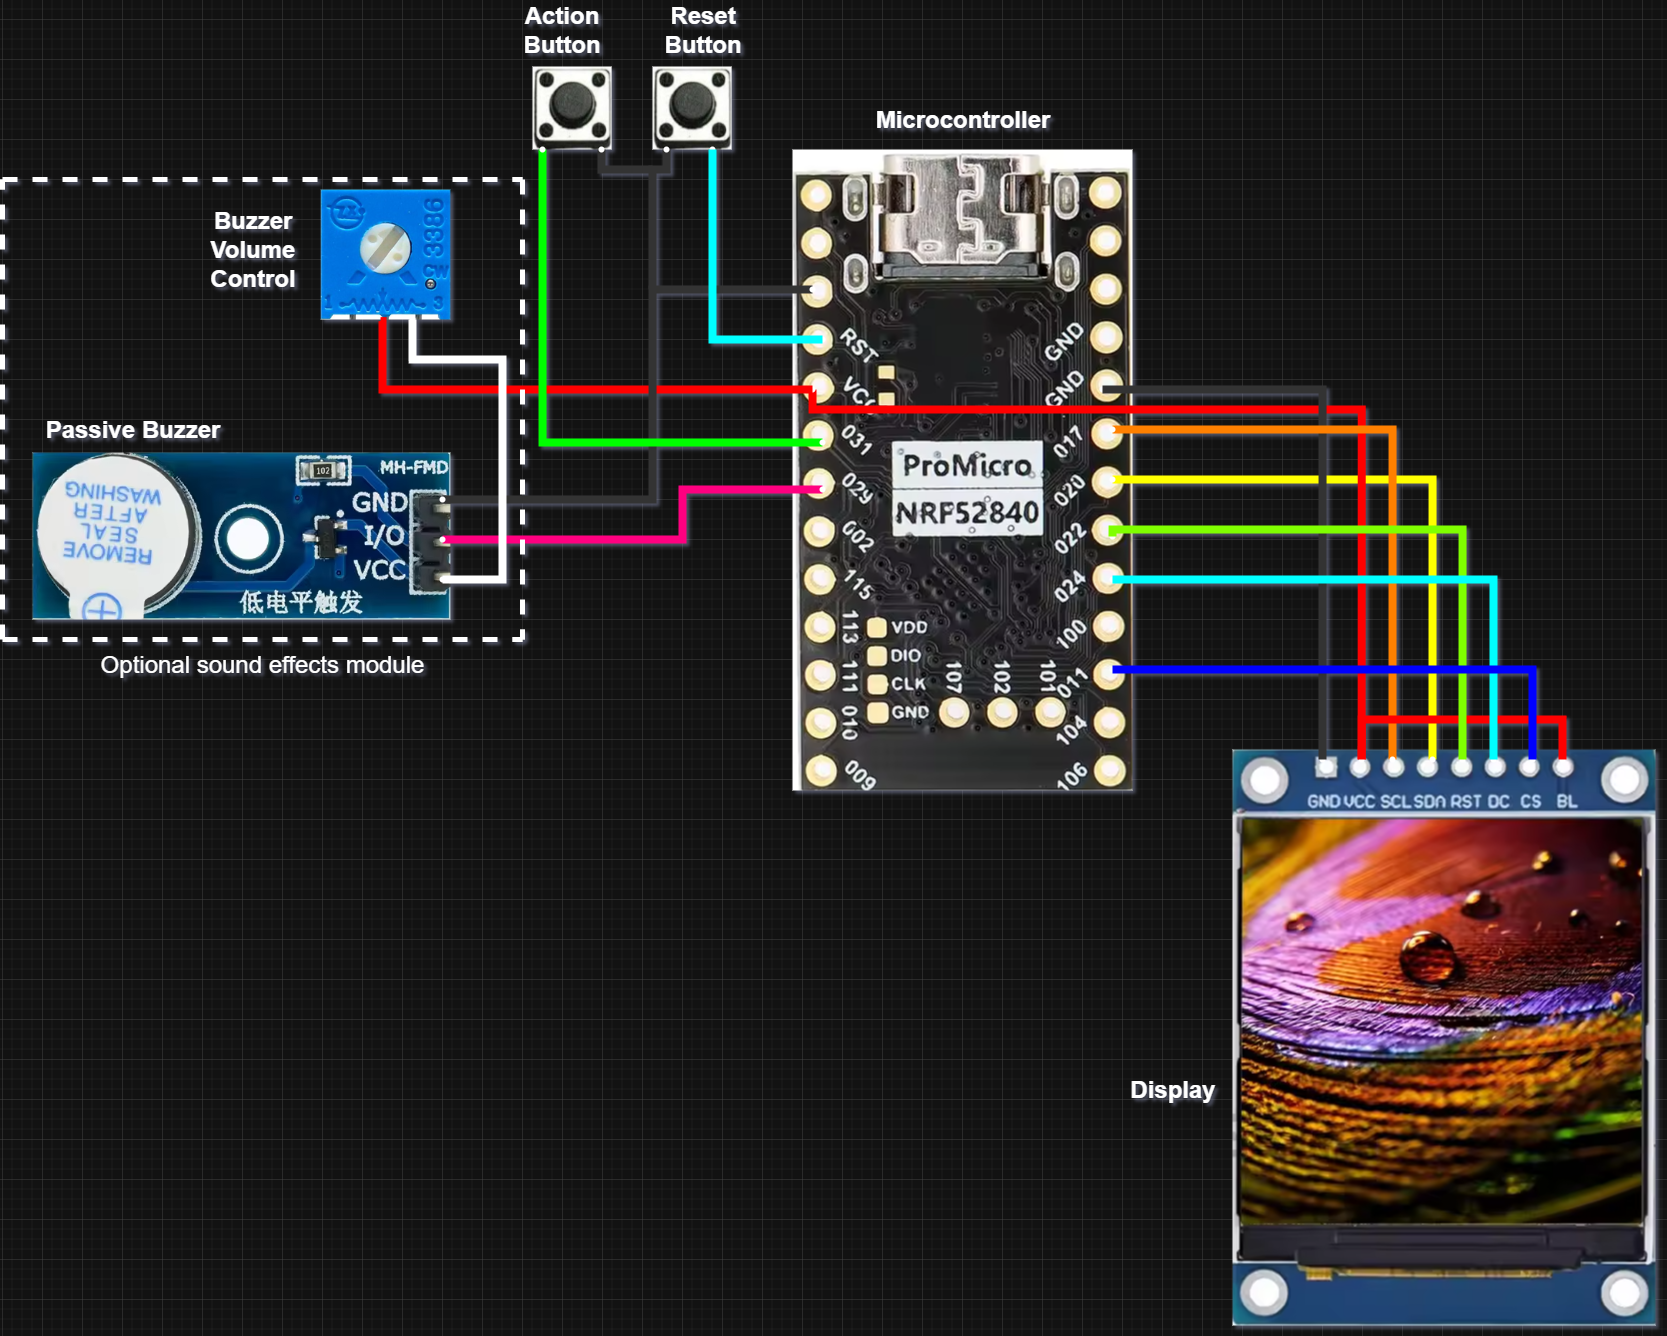 Action
Button
Reset
Button
Microcontroller
Buzzer
Volume
Control
3386
CW
1
3
Passive Buzzer
REMOVE
SEAL
AFTER
WASHING
102
MH-FMD
GND
I/O
VCC
低电平触发
Optional sound effects module
RST
VCC
031
029
002
115
113
111
010
009
GND
GND
017
020
022
024
100
011
104
106
ProMicro
NRF52840
VDD
DIO
CLK
GND
107
102
101
GND VCC SCL SDA RST DC CS BL
Display